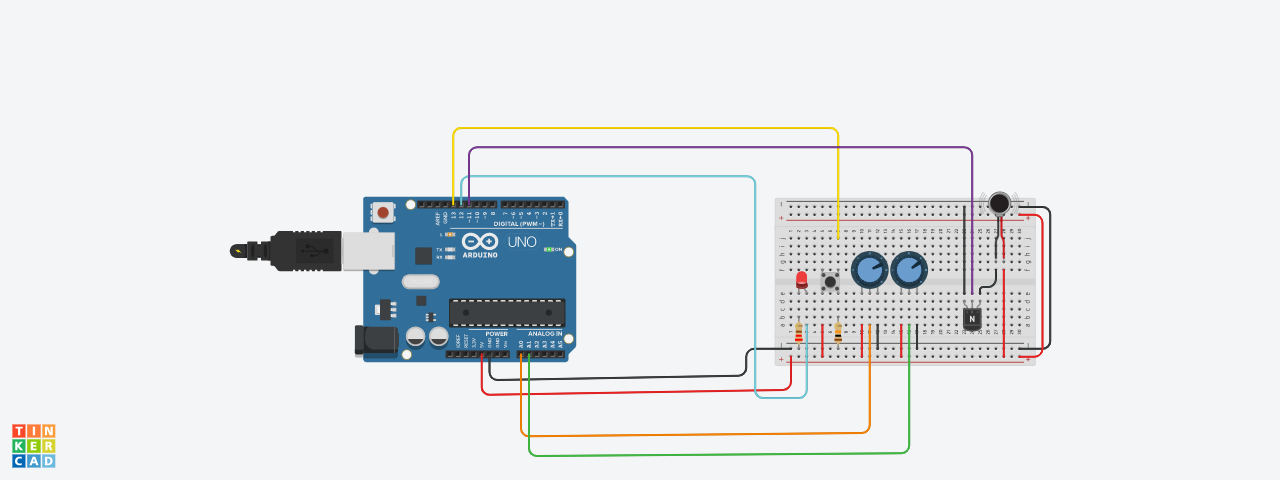 AREF
GND
13
12
~11
~10
~9
8
7
~6
~5
4
~3
2
TX→1
RX←0
DIGITAL (PWM~)
L
TX
RX
UNO
ARDUINO
ON
POWER
ANALOG IN
IOREF
RESET
3.3V
5V
GND
GND
Vin
A0
A1
A2
A3
A4
A5
N
TIN
KER
CAD